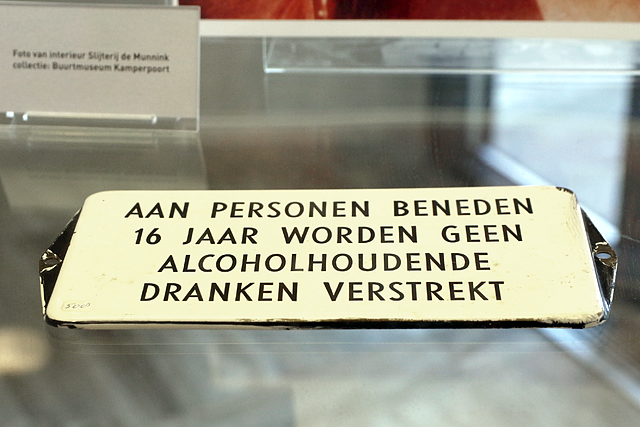 Foto van interieur Slijterij de Munnink
collectie: Buurtmuseum Kamperpoort
AAN PERSONEN BENEDEN
16 JAAR WORDEN GEEN
ALCOHOLHOUDENDE
DRANKEN VERSTREKT